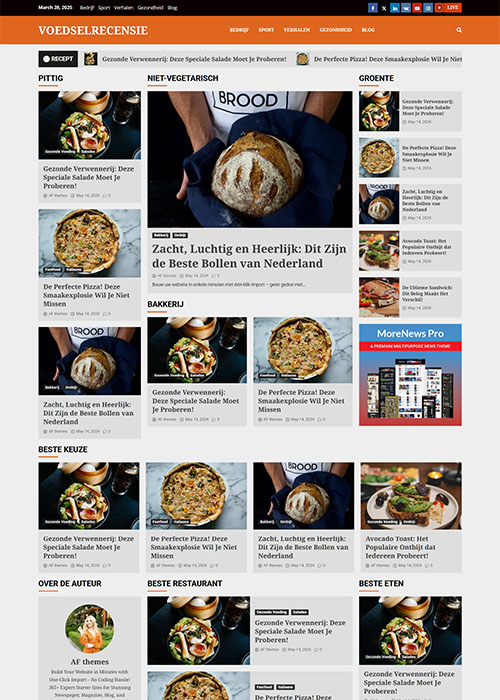 March 28, 2025 Bedrijf Sport Verhalen Gezondheid Blog LIVE
VOEDSELRECENSIE
BEDRIJF SPORT VERHALEN GEZONDHEID BLOG
RECEPT Gezonde Verwennerij: Deze Speciale Salade Moet Je Proberen! De Perfecte Pizza! Deze Smaakexplosie Wil Je Niet
PITTIG
Gezonde Voeding Salades
Gezonde Verwennerij: Deze
Speciale Salade Moet Je
Proberen!
AF themes May 14, 2024 0
Fastfood Italiaans
De Perfecte Pizza! Deze
Smaakexplosie Wil Je Niet
Missen
AF themes May 14, 2024 0
BROOD
Bakkerij Ontbijt
Zacht, Luchtig en Heerlijk:
Dit Zijn de Beste Bollen van
Nederland
AF themes May 14, 2024 0
NIET-VEGETARISCH
BROOD
Bakkerij Ontbijt
Zacht, Luchtig en Heerlijk: Dit Zijn
de Beste Bollen van Nederland
AF themes May 14, 2024 0
Bouw uw website in enkele minuten met één-klik-import – geen gedoe met...
BAKKERIJ
Gezonde Voeding Salades
Gezonde Verwennerij:
Deze Speciale Salade Moet
Je Proberen!
AF themes May 14, 2024 0
Fastfood Italiaans
De Perfecte Pizza! Deze
Smaakexplosie Wil Je Niet
Missen
AF themes May 14, 2024 0
GROENTE
Gezonde Verwennerij:
Deze Speciale Salade
Moet Je Proberen!
May 14, 2024
De Perfecte Pizza! Deze
Smaakexplosie Wil Je
Niet Missen
May 14, 2024
Zacht, Luchtig en
Heerlijk: Dit Zijn de
Beste Bollen van
Nederland
May 14, 2024
Avocado Toast: Het
Populaire Ontbijt dat
Iedereen Probeert!
May 14, 2024
De Ultieme Sandwich:
Dit Beleg Maakt Het
Verschil!
May 14, 2024
MoreNews Pro
A PREMIUM MULTIPURPOSE NEWS THEME
BESTE KEUZE
Gezonde Voeding Salades
Gezonde Verwennerij:
Deze Speciale Salade Moet
Je Proberen!
AF themes May 14, 2024 0
Fastfood Italiaans
De Perfecte Pizza! Deze
Smaakexplosie Wil Je Niet
Missen
AF themes May 14, 2024 0
BROOD
Bakkerij Ontbijt
Zacht, Luchtig en Heerlijk:
Dit Zijn de Beste Bollen van
Nederland
AF themes May 14, 2024 0
Gezonde Voeding Ontbijt
Avocado Toast: Het
Populaire Ontbijt dat
Iedereen Probeert!
AF themes May 14, 2024 0
OVER DE AUTEUR
AF themes
Build Your Website in Minutes with
One-Click Import – No Coding Hassle!
365+ Expert Starter Sites for Stunning
Newspaper, Magazine, Blog, and
BESTE RESTAURANT
Gezonde Voeding Salades
Gezonde Verwennerij:
Deze Speciale Salade
Moet Je Proberen!
AF themes May 14, 2024 0
Fastfood Italiaans
De Perfecte Pizza! Deze
BESTE ETEN
Gezonde Voeding Salades
Gezonde Verwennerij: Deze
Speciale Salade Moet Je
Proberen!
AF themes May 14, 2024 0